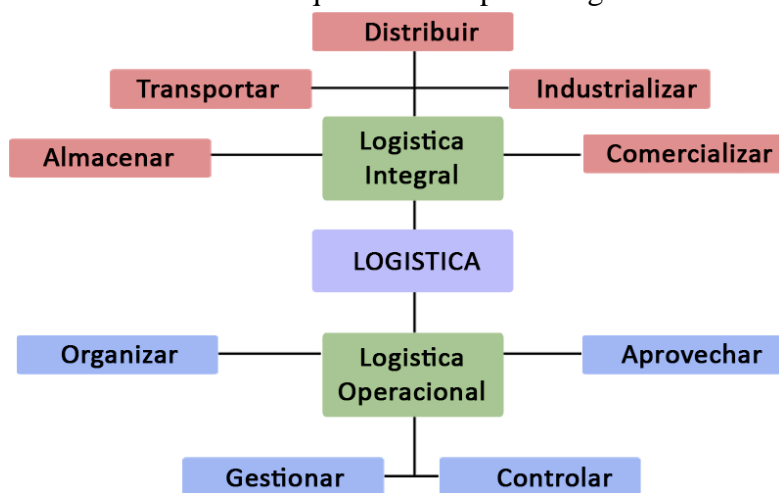 Distribuir
Transportar
Industrializar
Logistica
Integral
Almacenar
Comercializar
LOGISTICA
Organizar
Logistica
Operacional
Aprovechar
Gestionar
Controlar